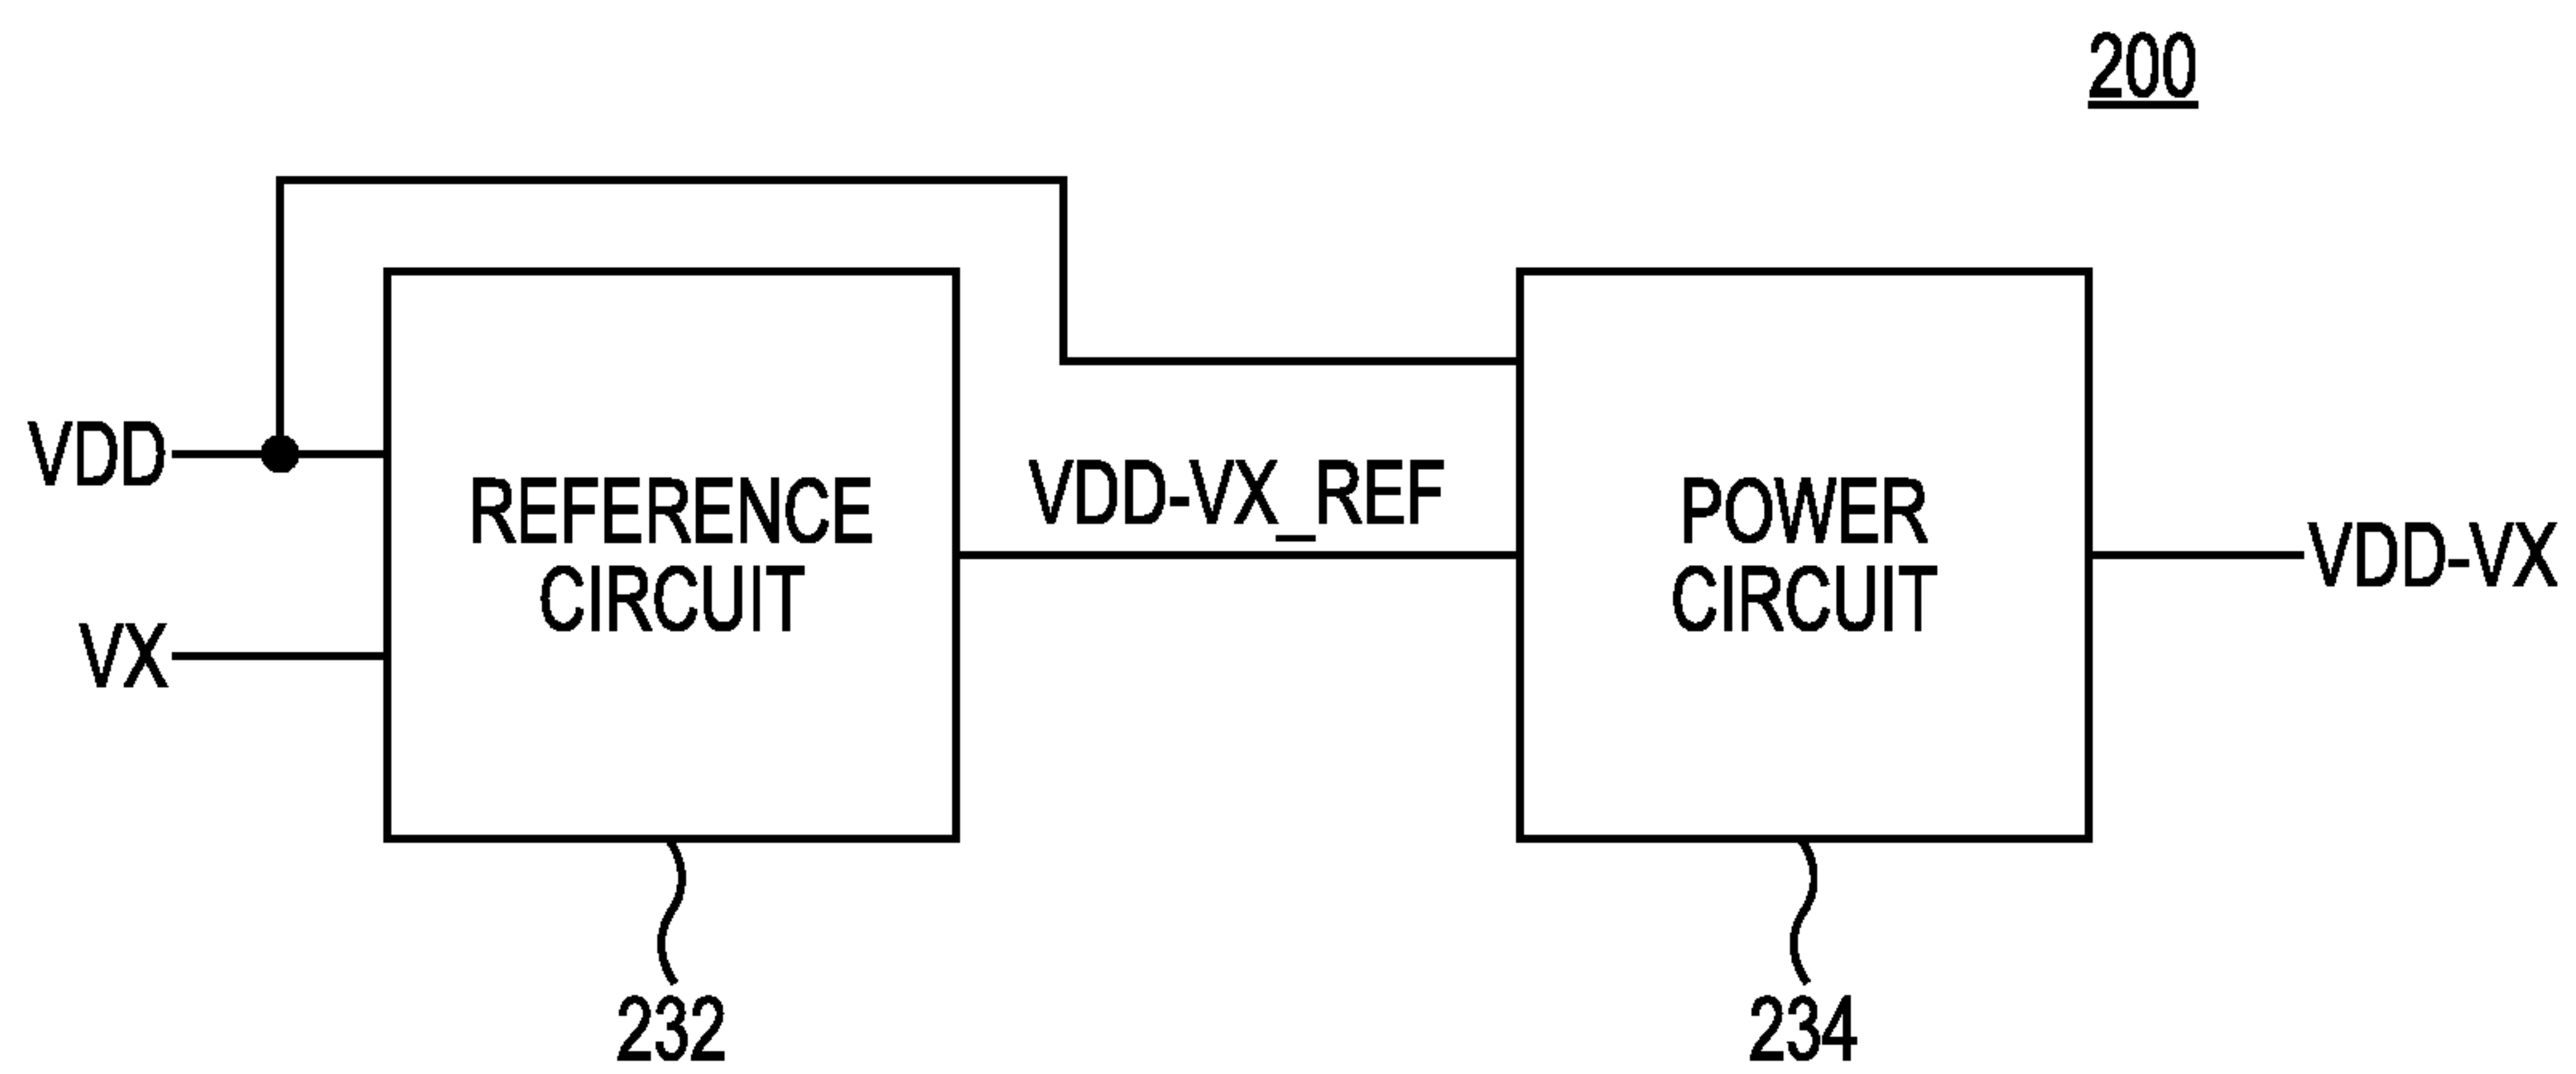 200
VDD
VX
REFERENCE
CIRCUIT
VDD-VX_REF
POWER
CIRCUIT
VDD-VX
232
234